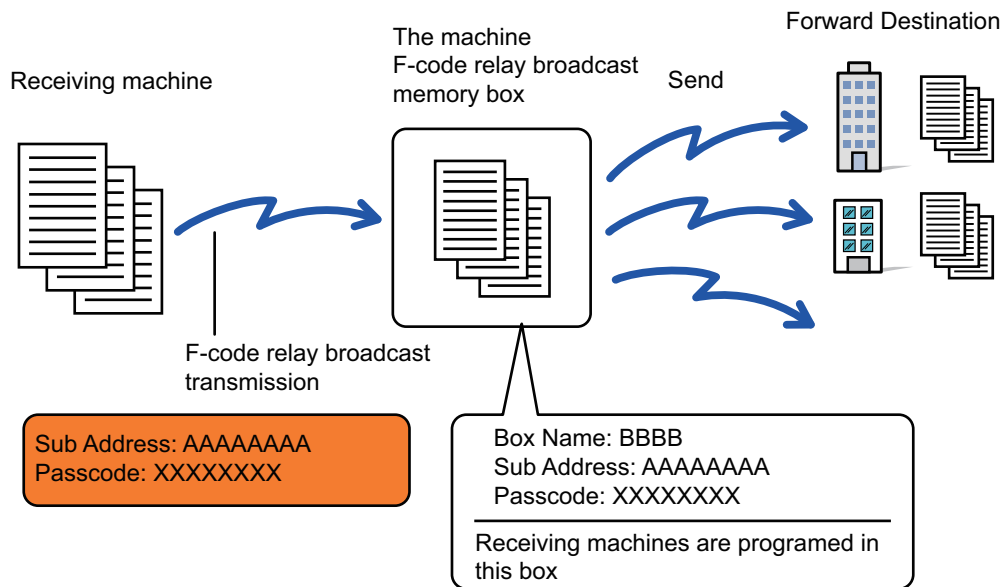 Receiving machine
The machine
F-code relay broadcast
memory box
Send
Forward Destination
F-code relay broadcast
transmission
Sub Address: AAAAAAAA
Passcode: XXXXXXXX
Box Name: BBBB
Sub Address: AAAAAAAA
Passcode: XXXXXXXX
Receiving machines are programed in
this box